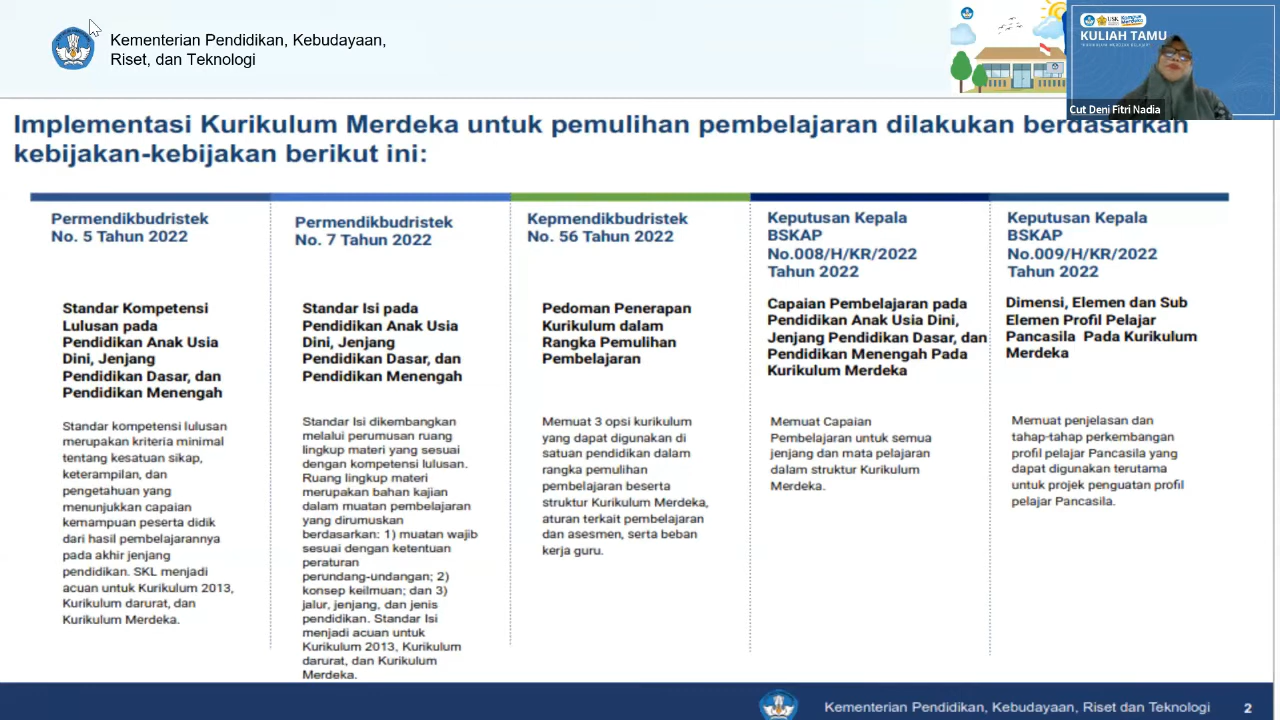 Kementerian Pendidikan, Kebudayaan,
Riset, dan Teknologi
USK
Kampus
Merdeka
KULIAH TAMU
Cut Deni Fitri Nadia
Implementasi Kurikulum Merdeka untuk pemulihan pembelajaran dilakukan berdasarkan
kebijakan-kebijakan berikut ini:
Permendikbudristek
No. 5 Tahun 2022
Standar Kompetensi
Lulusan pada
Pendidikan Anak Usia
Dini, Jenjang
Pendidikan Dasar, dan
Pendidikan Menengah
Standar kompetensi lulusan
merupakan kriteria minimal
tentang kesatuan sikap,
keterampilan, dan
pengetahuan yang
menunjukkan capaian
kemampuan peserta didik
dari hasil pembelajarannya
pada akhir jenjang
pendidikan. SKL menjadi
acuan untuk Kurikulum 2013,
Kurikulum darurat, dan
Kurikulum Merdeka.
Permendikbudristek
No. 7 Tahun 2022
Standar Isi pada
Pendidikan Anak Usia
Dini, Jenjang
Pendidikan Dasar, dan
Pendidikan Menengah
Standar Isi dikembangkan
melalui perumusan ruang
lingkup materi yang sesuai
dengan kompetensi lulusan.
Ruang lingkup materi
merupakan bahan kajian
dalam muatan pembelajaran
yang dirumuskan
berdasarkan: 1) muatan wajib
sesuai dengan ketentuan
peraturan
perundang-undangan; 2)
konsep keilmuan; dan 3)
jalur, jenjang, dan jenis
pendidikan. Standar Isi
menjadi acuan untuk
Kurikulum 2013, Kurikulum
darurat, dan Kurikulum
Merdeka.
Kepmendikbudristek
No. 56 Tahun 2022
Pedoman Penerapan
Kurikulum dalam
Rangka Pemulihan
Pembelajaran
Memuat 3 opsi kurikulum
yang dapat digunakan di
satuan pendidikan dalam
rangka pemulihan
pembelajaran beserta
struktur Kurikulum Merdeka,
aturan terkait pembelajaran
dan asesmen, serta beban
kerja guru.
Keputusan Kepala
BSKAP
No.008/H/KR/2022
Tahun 2022
Capaian Pembelajaran pada
Pendidikan Anak Usia Dini,
Jenjang Pendidikan Dasar, dan
Pendidikan Menengah Pada
Kurikulum Merdeka
Memuat Capaian
Pembelajaran untuk semua
jenjang dan mata pelajaran
dalam struktur Kurikulum
Merdeka.
Keputusan Kepala
BSKAP
No.009/H/KR/2022
Tahun 2022
Dimensi, Elemen dan Sub
Elemen Profil Pelajar
Pancasila Pada Kurikulum
Merdeka
Memuat penjelasan dan
tahap-tahap perkembangan
profil pelajar Pancasila yang
dapat digunakan terutama
untuk projek penguatan profil
pelajar Pancasila.
Kementerian Pendidikan, Kebudayaan, Riset dan Teknologi
2